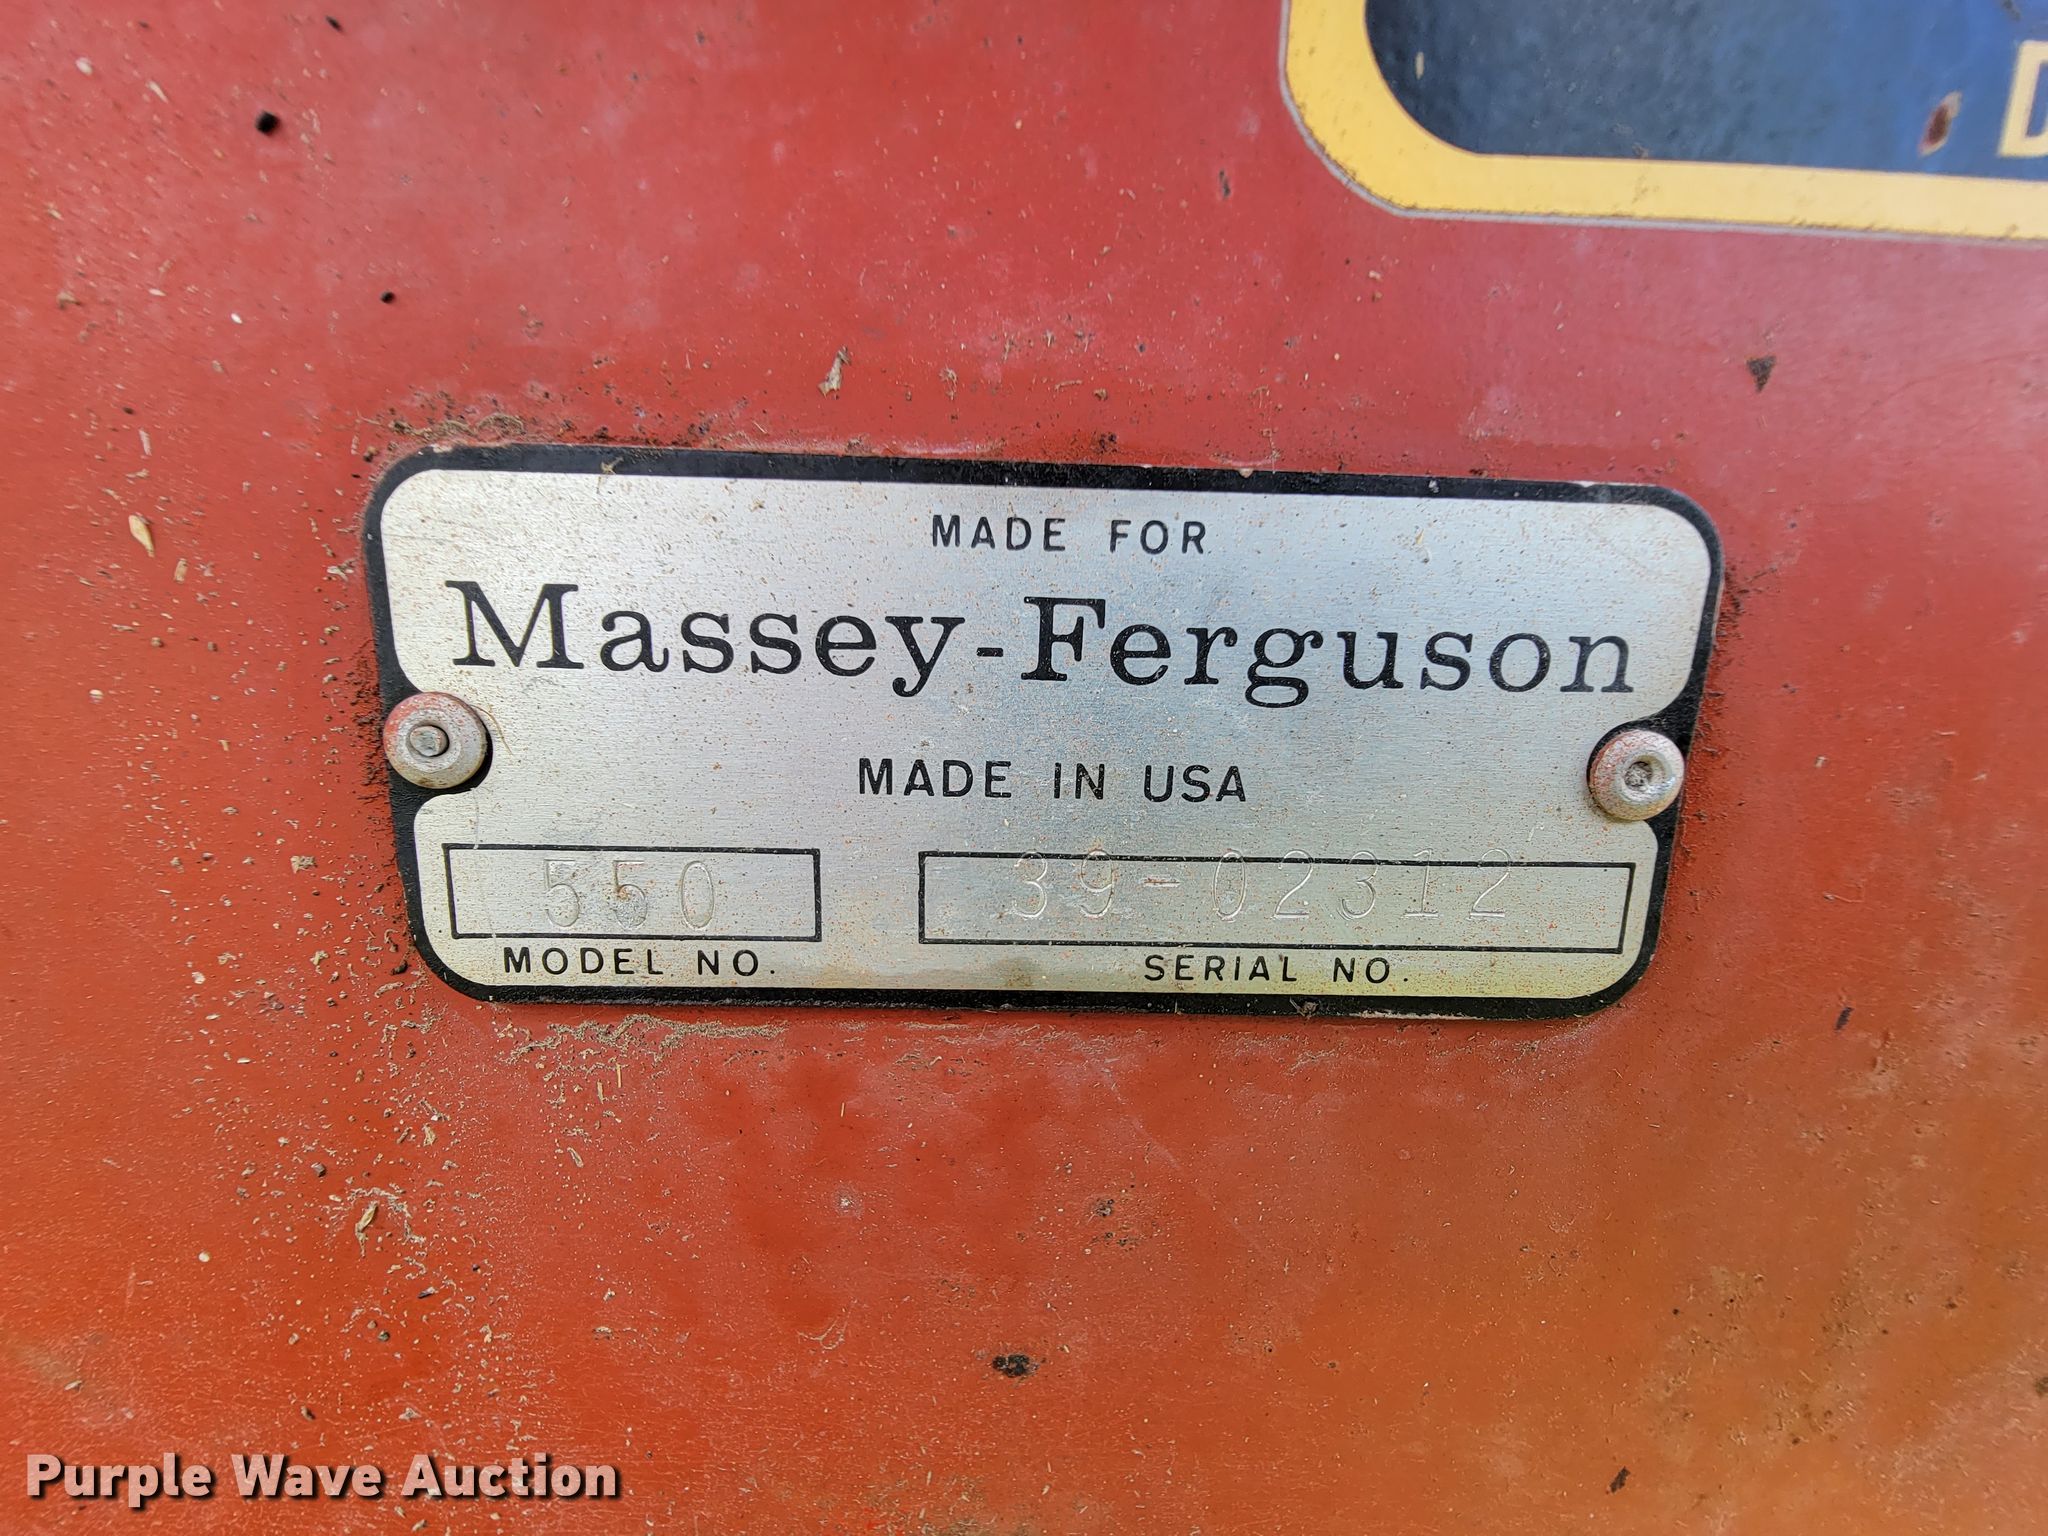 D
MADE FOR
Massey-Ferguson
MADE IN USA
550 39-02312
MODEL NO. SERIAL NO.
Purple Wave Auction